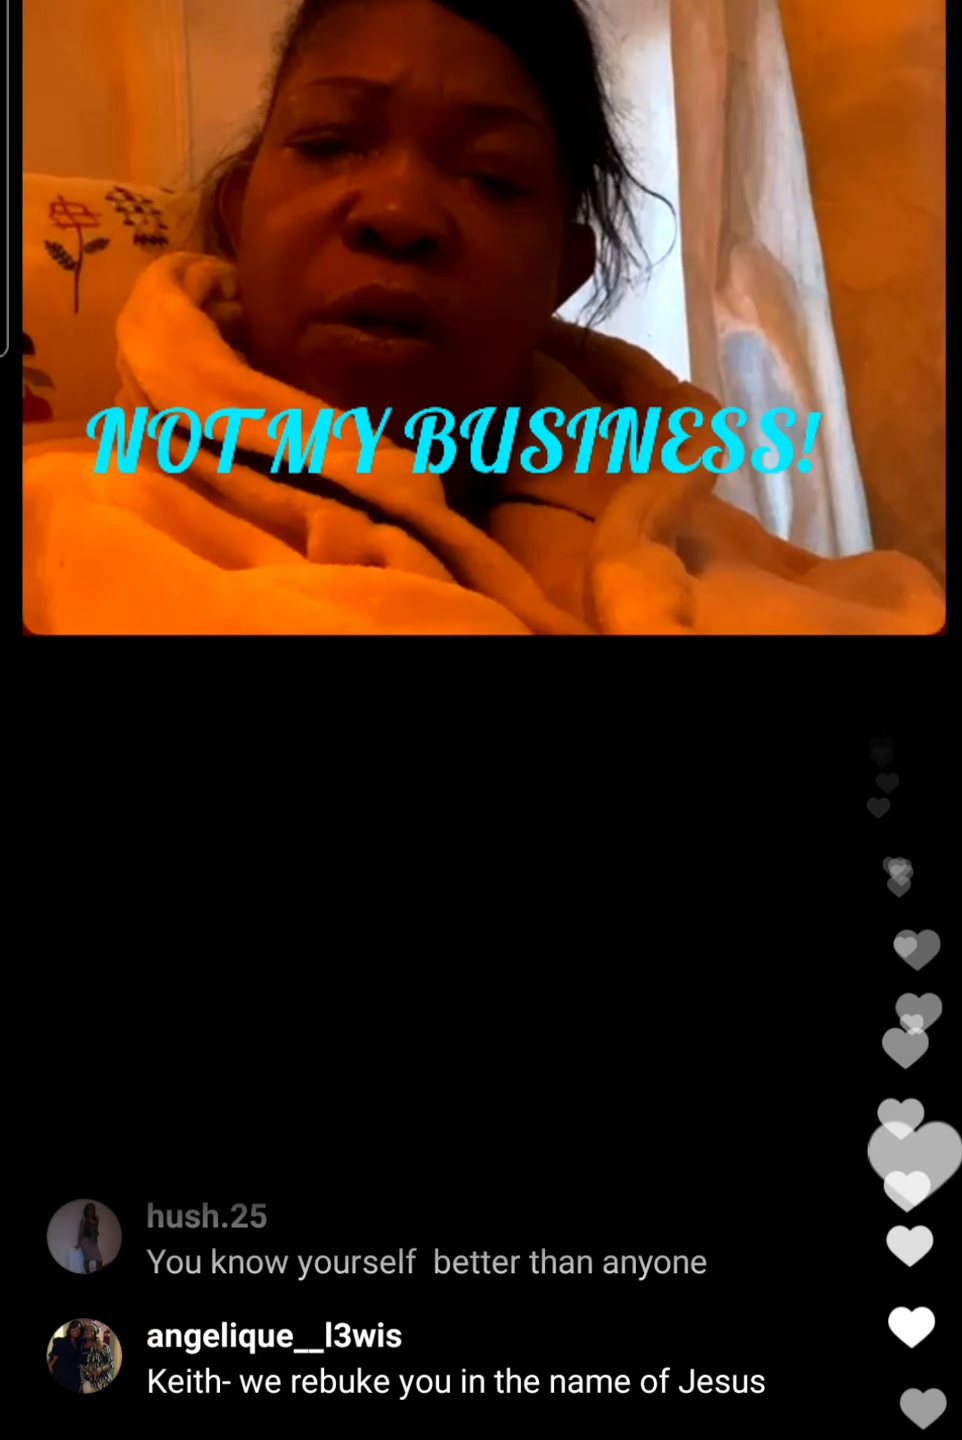 NOT MY BUSINESS!
hush.25
You know yourself  better than anyone
angelique__l3wis
Keith- we rebuke you in the name of Jesus